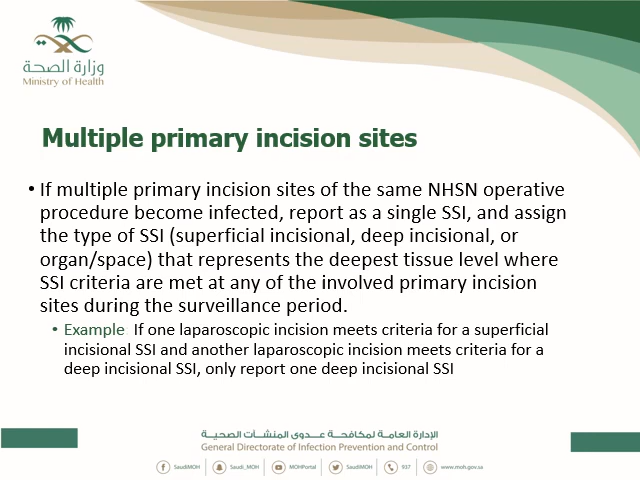 وزارة الصحة
Ministry of Health
Multiple primary incision sites
• If multiple primary incision sites of the same NHSN operative
procedure become infected, report as a single SSI, and assign
the type of SSI (superficial incisional, deep incisional, or
organ/space) that represents the deepest tissue level where
SSI criteria are met at any of the involved primary incision
sites during the surveillance period.
• Example If one laparoscopic incision meets criteria for a superficial
incisional SSI and another laparoscopic incision meets criteria for a
deep incisional SSI, only report one deep incisional SSI
الإدارة العامة لمكافحة عدوى المنشآت الصحية
General Directorate of Infection Prevention and Control
SaudiMOH Saudi_MOH MOHPortal SaudiMOH 937 www.moh.gov.sa